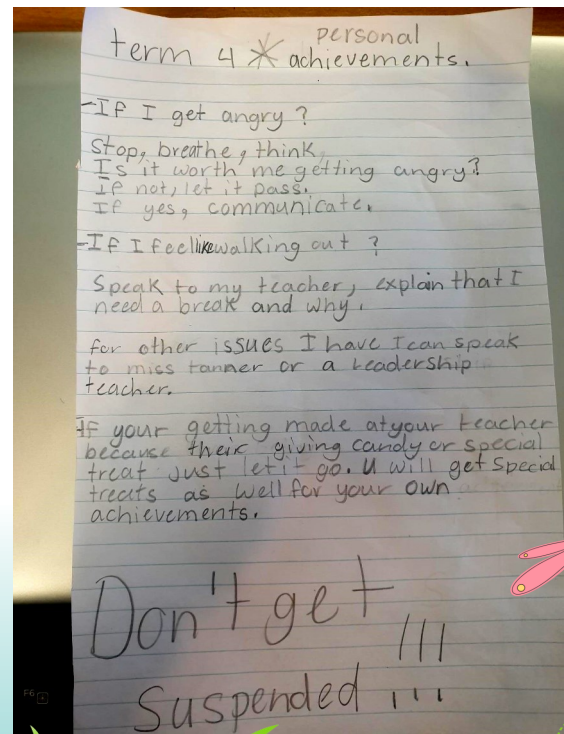 personal
term 4 * achievements.
-If I get angry ?
Stop, breathe, think
Is it worth me getting angry?
If not, let it pass.
If yes, communicate.
-If I feel like walking out ?
Speak to my teacher, explain that I
need a break and why.
for other issues I have I can speak
to miss tanner or a Leadership
teacher.
If your getting made at your teacher
because their giving candy or special
treat just let it go. U will get Special
treats as well for your own
achievements.
Don't get !!!
Suspended !!!
F6